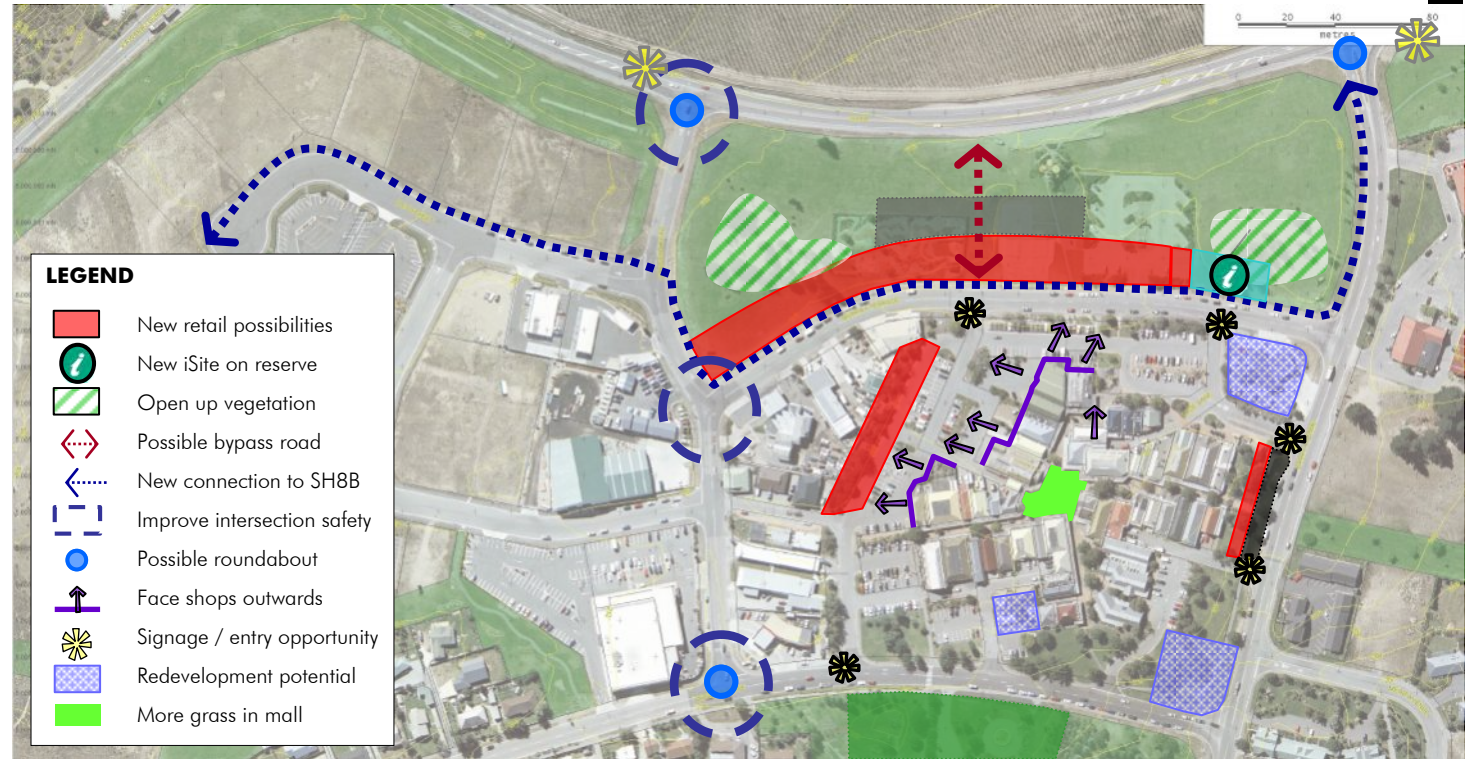 0 20 40 60
metres
LEGEND
New retail possibilities
i New iSite on reserve
Open up vegetation
Possible bypass road
New connection to SH8B
Improve intersection safety
Possible roundabout
Face shops outwards
Signage / entry opportunity
Redevelopment potential
More grass in mall
i